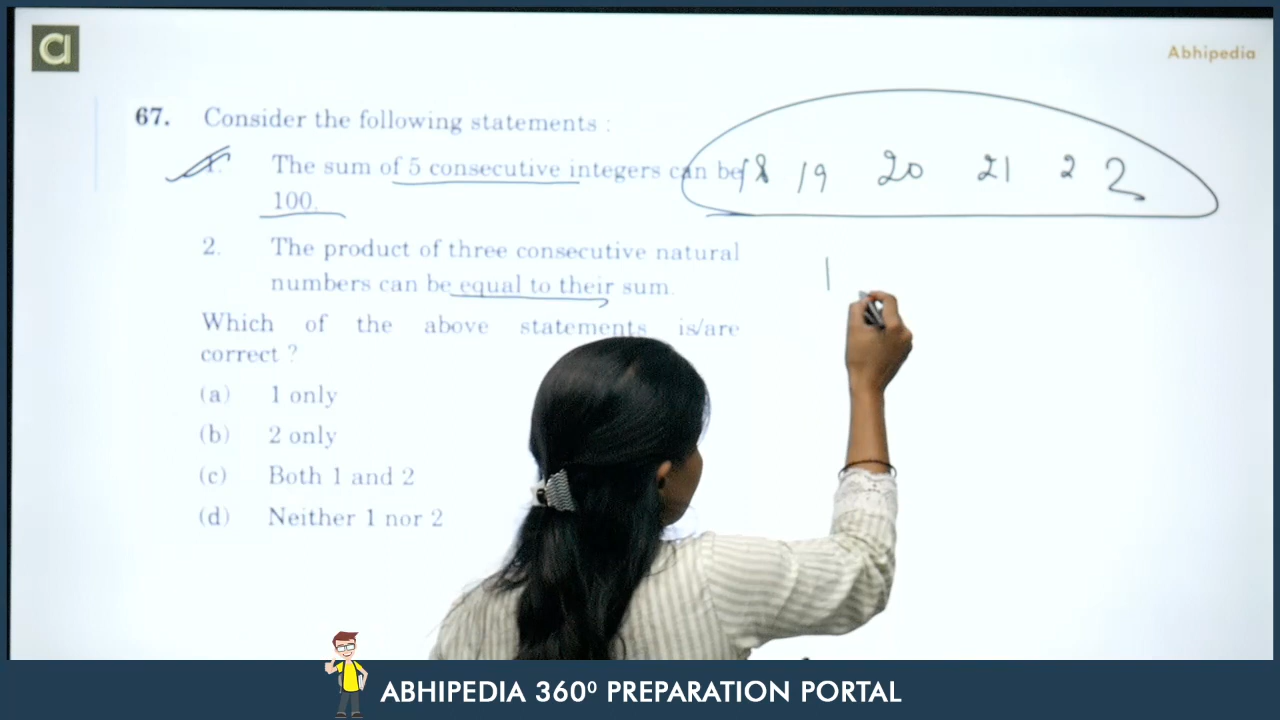 Abhipedia
67. Consider the following statements :
1. The sum of 5 consecutive integers can be
100.
18 19 20 21 22
2. The product of three consecutive natural
numbers can be equal to their sum.
1
Which of the above statements is/are
correct ?
(a) 1 only
(b) 2 only
(c) Both 1 and 2
(d) Neither 1 nor 2
ABHIPEDIA 360⁰ PREPARATION PORTAL